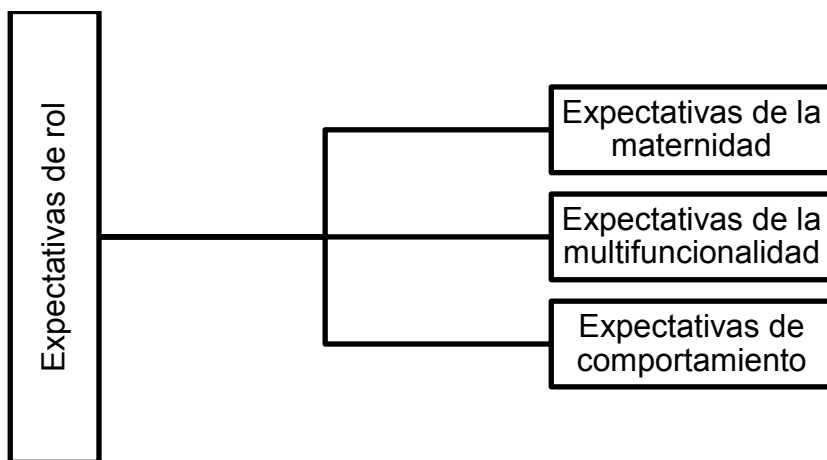 Expectativas de rol
Expectativas de la
maternidad
Expectativas de la
multifuncionalidad
Expectativas de
comportamiento